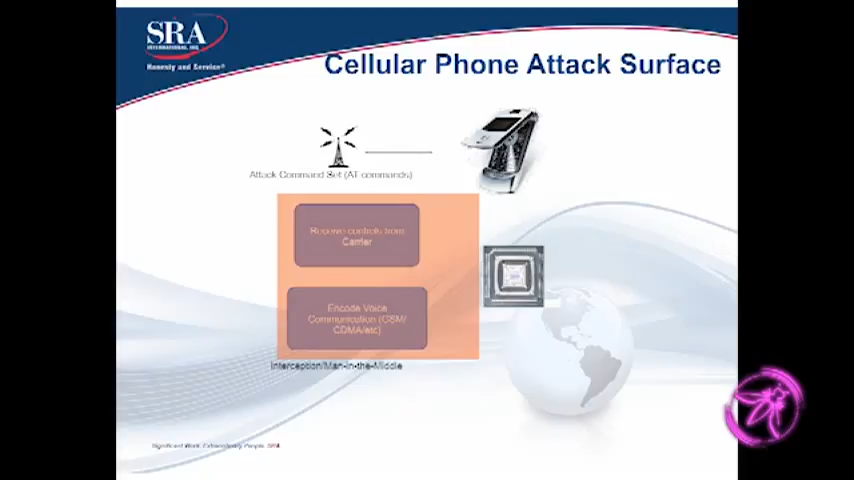 SRA
INTERNATIONAL, INC.
Honesty and Service®
Cellular Phone Attack Surface
Attack Command Set (AT commands)
Receive controls from
Carrier
Encode Voice
Communication (GSM/
CDMA/etc)
Interception/Man-in-the-Middle
Significant Work. Extraordinary People. SRA